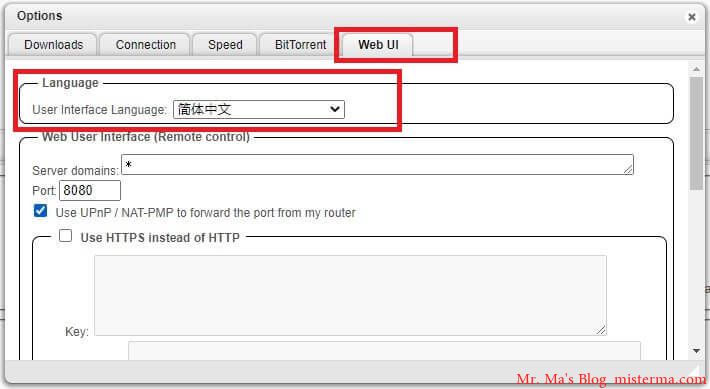 Options
Downloads Connection Speed BitTorrent Web UI
Language
User Interface Language: 简体中文
Web User Interface (Remote control)
Server domains: *
Port: 8080
Use UPnP / NAT-PMP to forward the port from my router
Use HTTPS instead of HTTP
Key:
Mr. Ma's Blog misterma.com